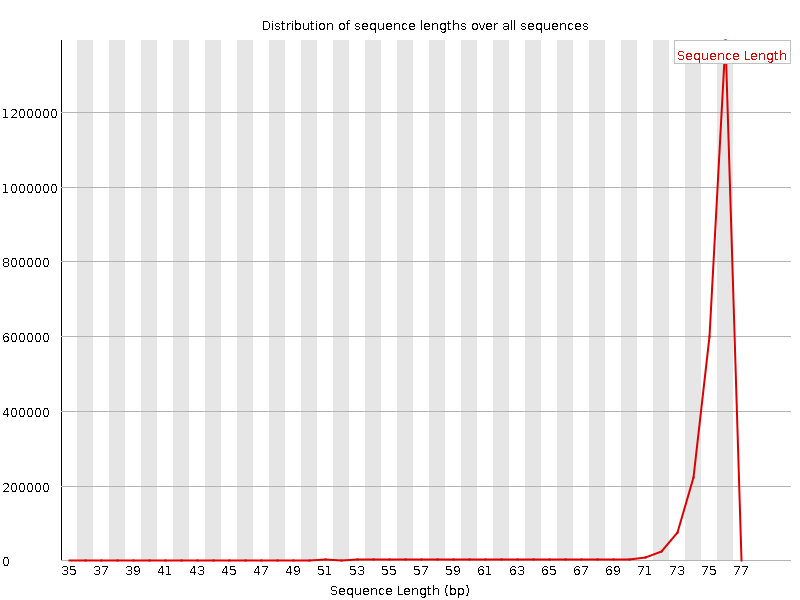 Distribution of sequence lengths over all sequences
Sequence Length
1200000
1000000
800000
600000
400000
200000
0
35 37 39 41 43 45 47 49 51 53 55 57 59 61 63 65 67 69 71 73 75 77
Sequence Length (bp)